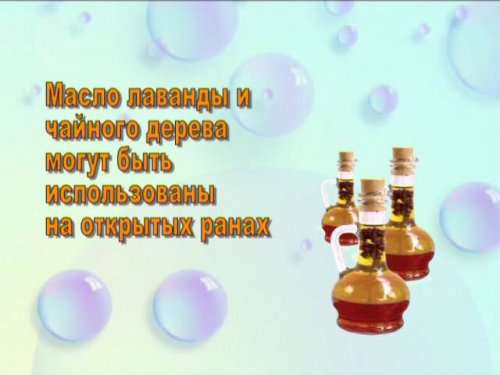 Масло лаванды и
чайного дерева
могут быть
использованы
на открытых ранах